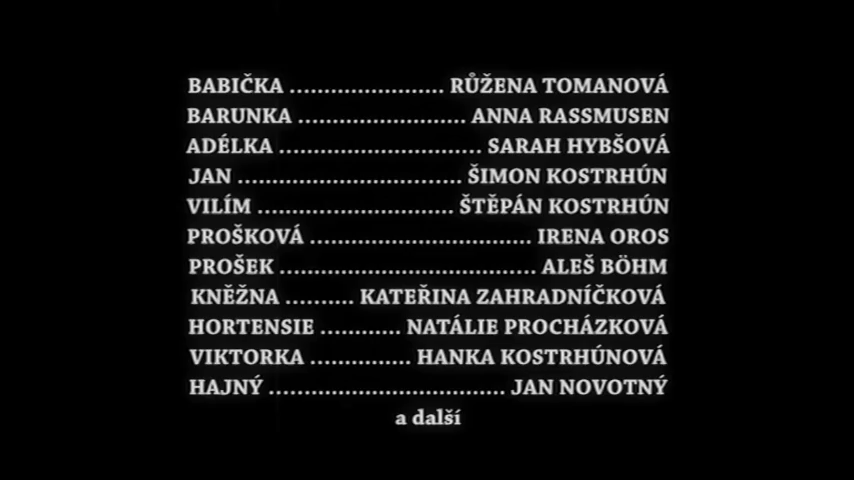 BABIČKA ...................... RŮŽENA TOMANOVÁ
BARUNKA ........................ ANNA RASSMUSEN
ADÉLKA ............................. SARAH HYBŠOVÁ
JAN ................................ ŠIMON KOSTRHÚN
VILÍM ............................ ŠTĚPÁN KOSTRHÚN
PROŠKOVÁ ................................ IRENA OROS
PROŠEK ..................................... ALEŠ BÖHM
KNĚŽNA .......... KATEŘINA ZAHRADNÍČKOVÁ
HORTENSIE ............ NATÁLIE PROCHÁZKOVÁ
VIKTORKA ............... HANKA KOSTRHÚNOVÁ
HAJNÝ .................................. JAN NOVOTNÝ
a další